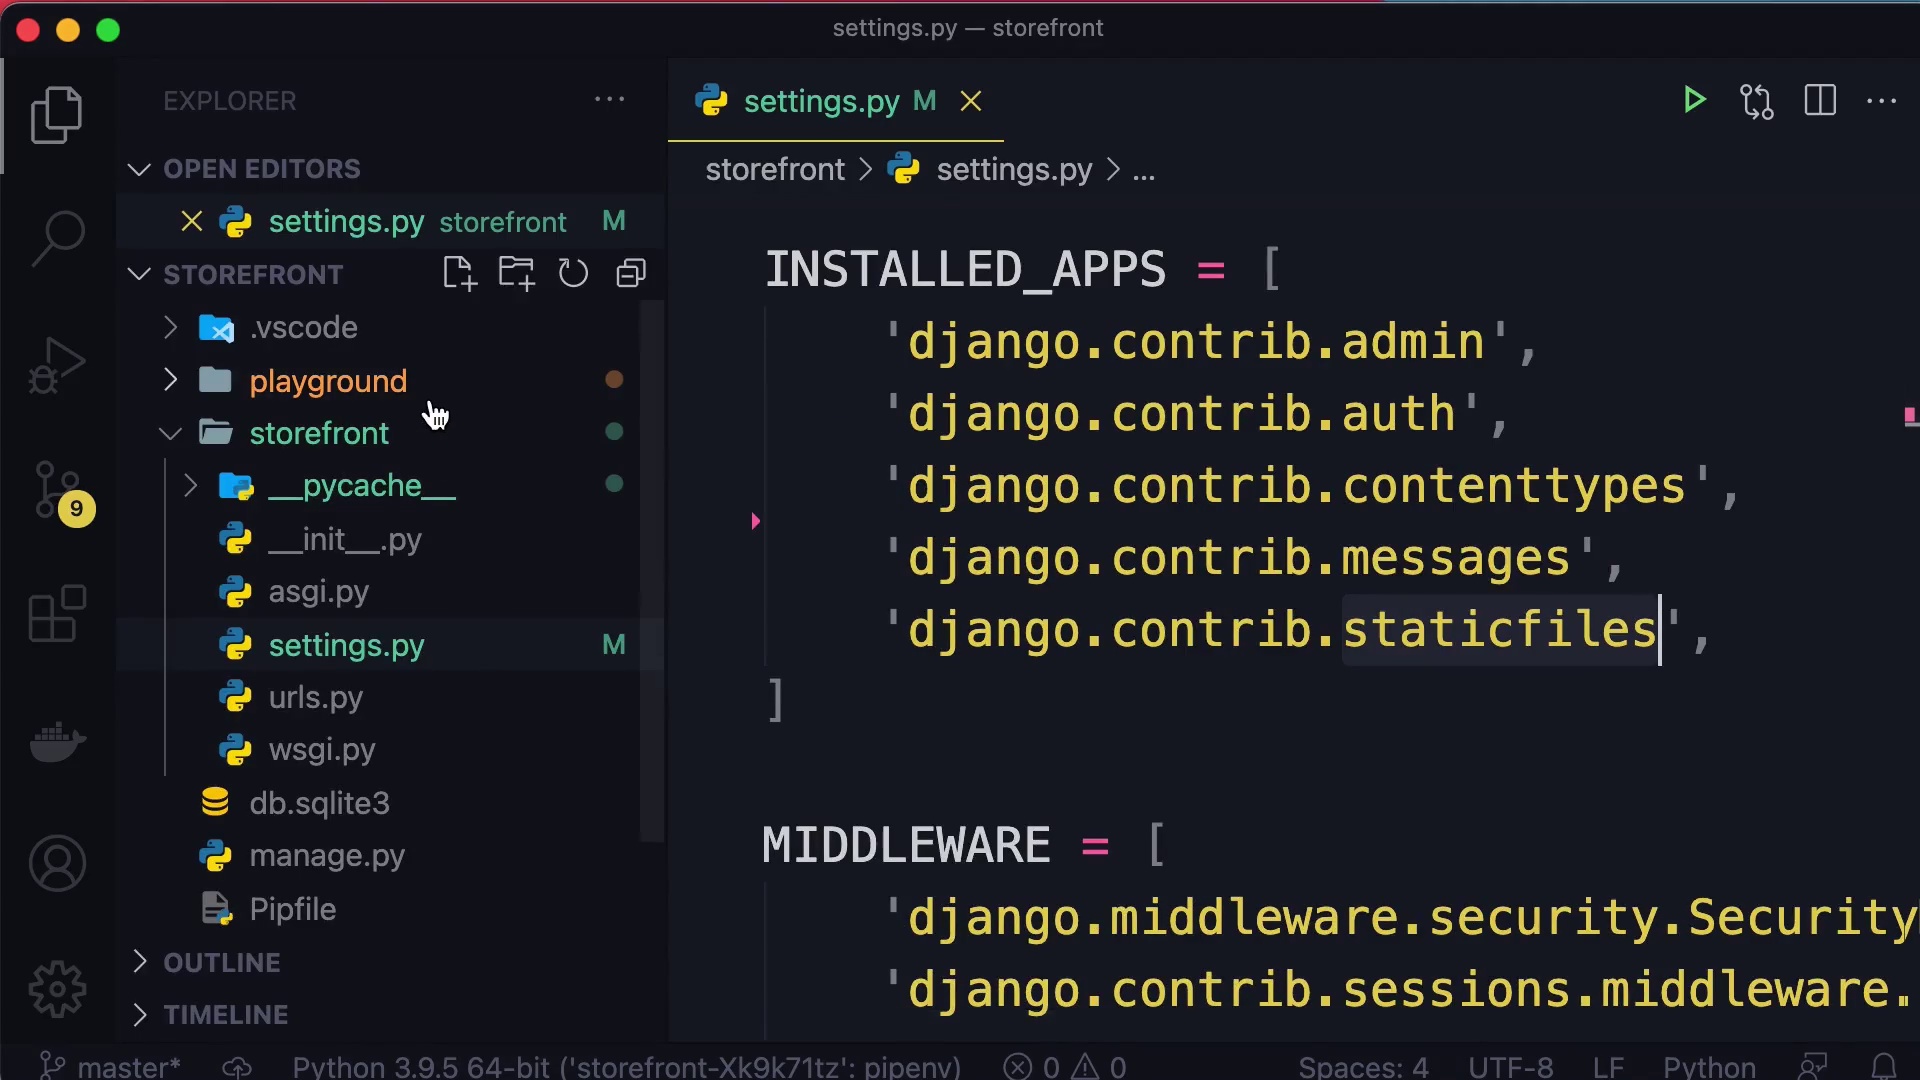 settings.py — storefront
EXPLORER
OPEN EDITORS
settings.py storefront M
STOREFRONT
.vscode
playground
storefront
__pycache__
__init__.py
asgi.py
settings.py M
urls.py
wsgi.py
db.sqlite3
manage.py
Pipfile
OUTLINE
TIMELINE
9
settings.py M
storefront > settings.py > ...
INSTALLED_APPS = [
'django.contrib.admin',
'django.contrib.auth',
'django.contrib.contenttypes',
'django.contrib.messages',
'django.contrib.staticfiles',
]
MIDDLEWARE = [
'django.middleware.security.Security
'django.contrib.sessions.middleware.
master* Python 3.9.5 64-bit ('storefront-Xk9k71tz': pipenv) 0 0 Spaces: 4 UTF-8 LF Python